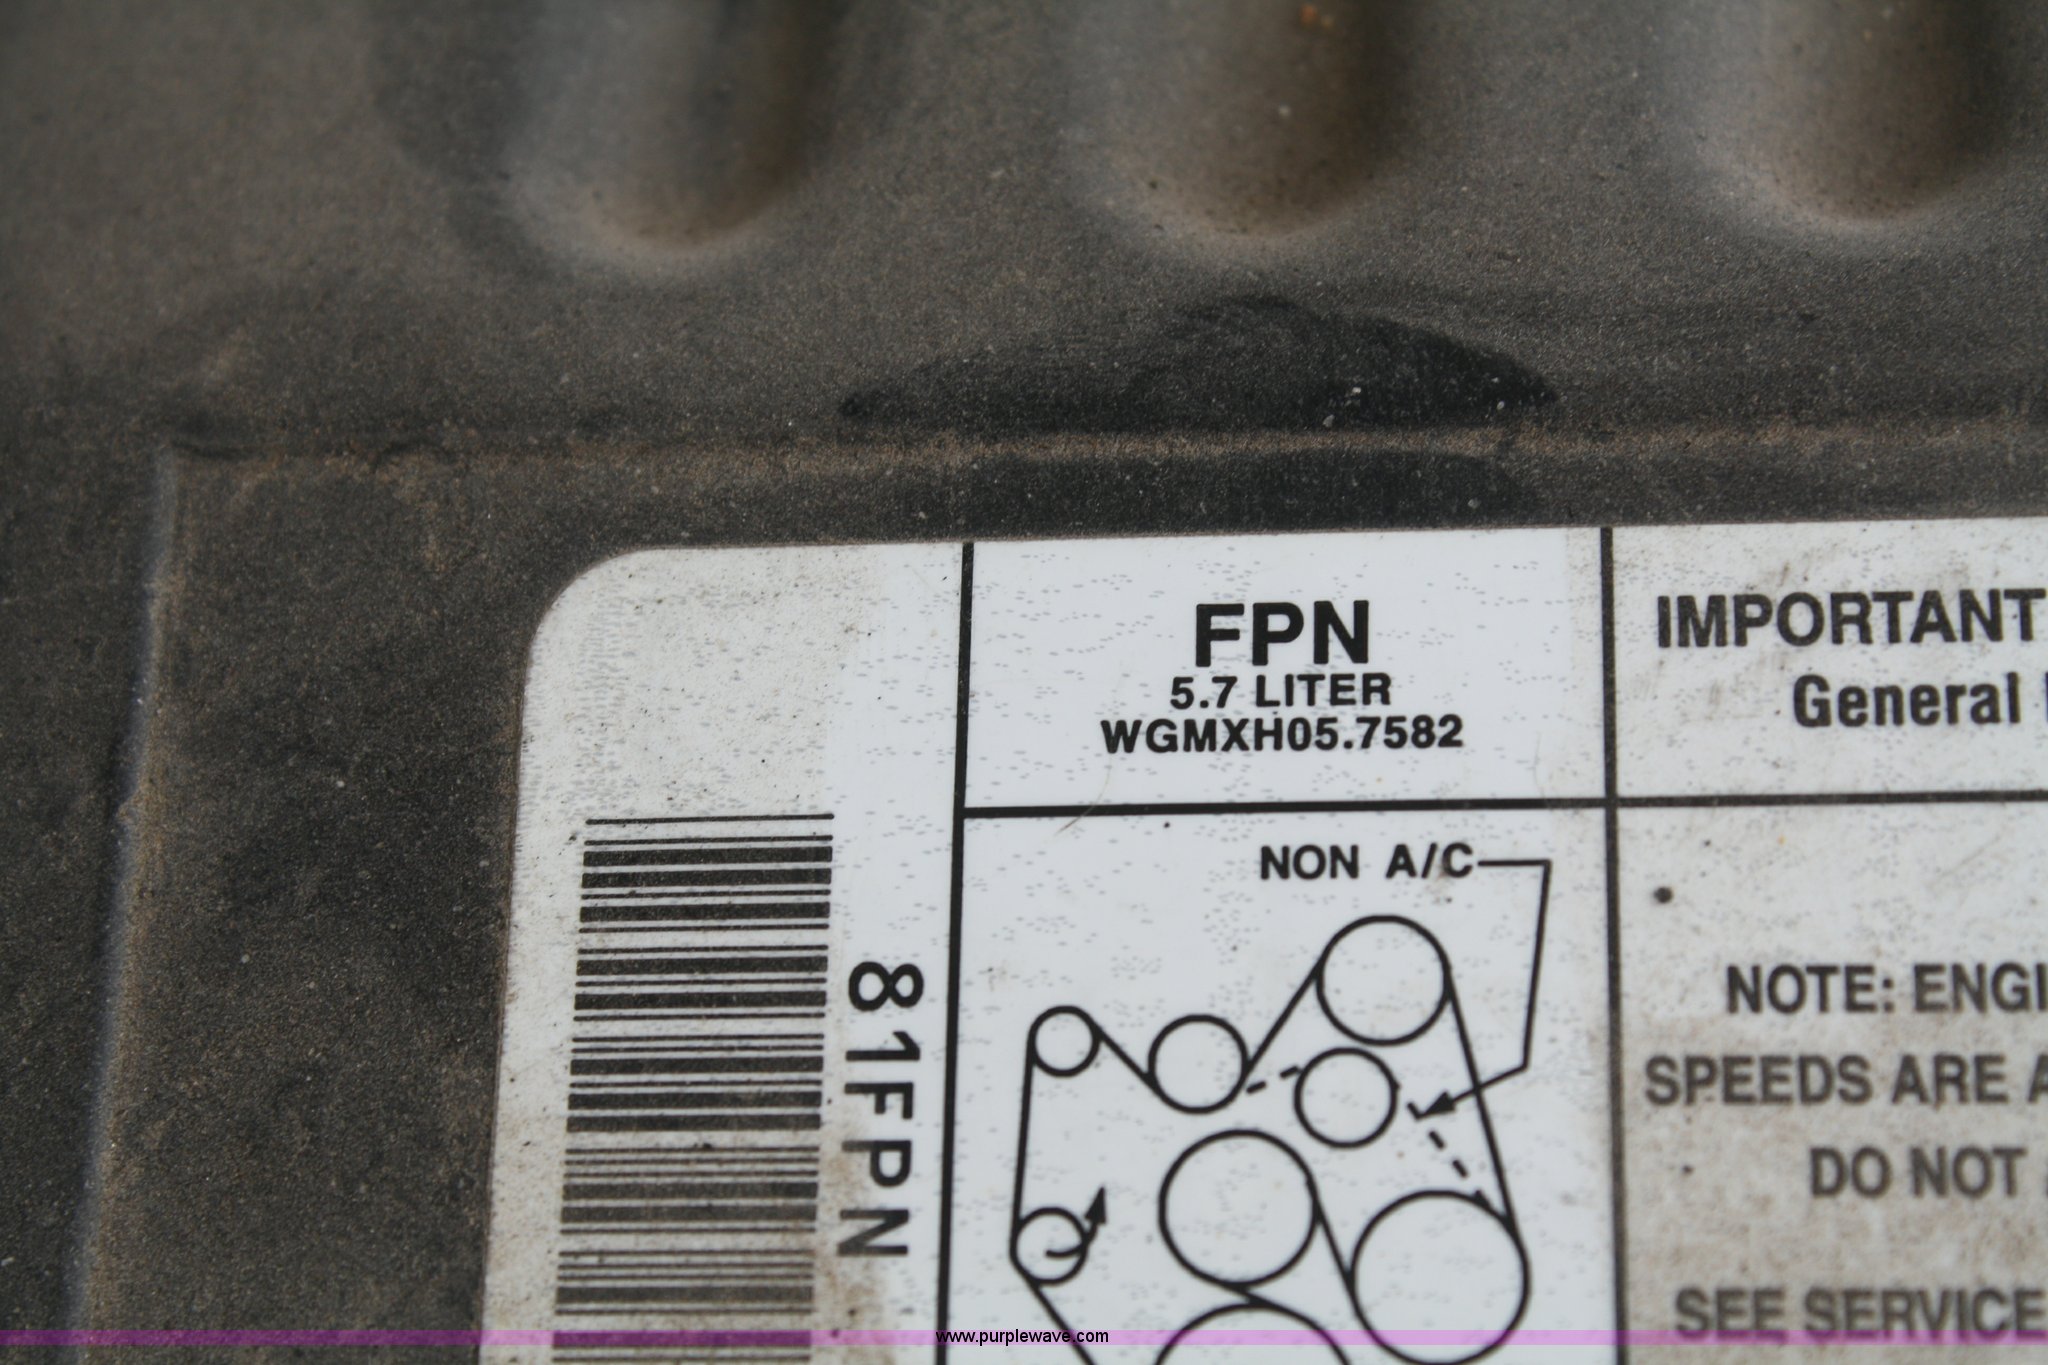 FPN
5.7 LITER
WGMXH05.7582
IMPORTANT
General
NON A/C
81FPN
NOTE: ENGI
SPEEDS ARE A
DO NOT
SEE SERVICE
www.purplewave.com